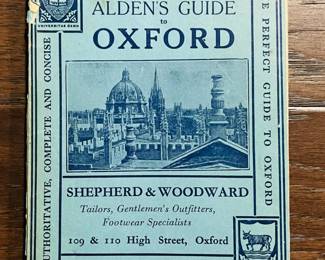 ALDEN'S GUIDE
to
OXFORD
SHEPHERD & WOODWARD
Tailors, Gentlemen's Outfitters,
Footwear Specialists
109 & 110 High Street, Oxford
AUTHORITATIVE, COMPLETE AND CONCISE
PERFECT GUIDE TO OXFORD